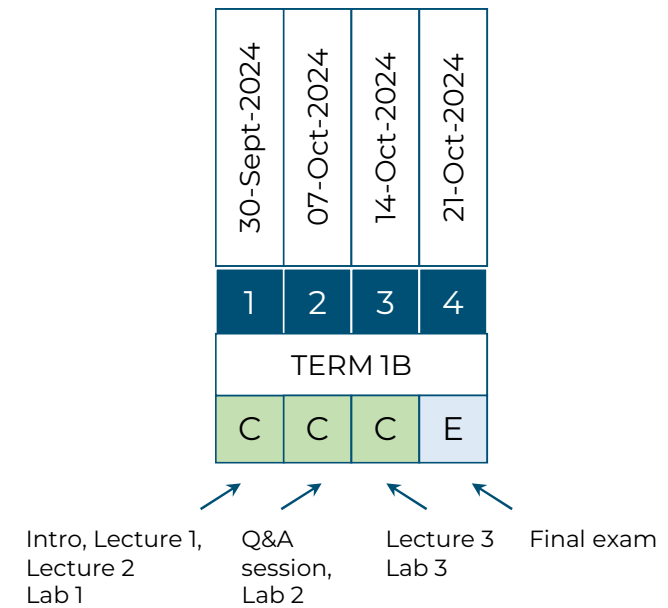 30-Sept-2024
07-Oct-2024
14-Oct-2024
21-Oct-2024
1 2 3 4
TERM 1B
C C C E
Intro, Lecture 1,
Lecture 2
Lab 1
Q&A
session,
Lab 2
Lecture 3
Lab 3
Final exam